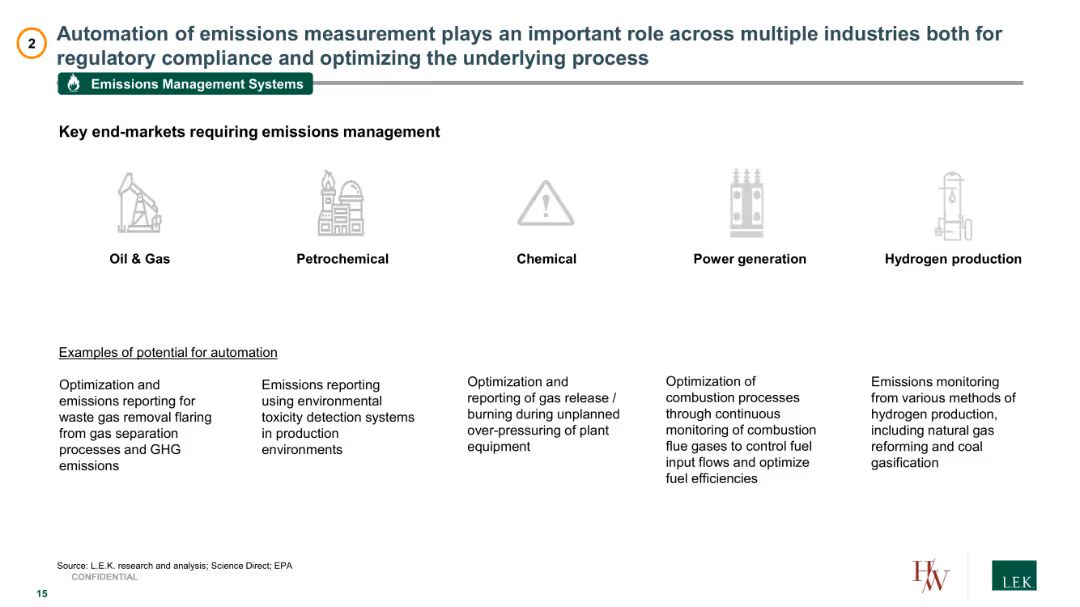 2
Automation of emissions measurement plays an important role across multiple industries both for
regulatory compliance and optimizing the underlying process
Emissions Management Systems
Key end-markets requiring emissions management
Oil & Gas
Petrochemical
Chemical
Power generation
Hydrogen production
Examples of potential for automation
Optimization and
emissions reporting for
waste gas removal flaring
from gas separation
processes and GHG
emissions
Emissions reporting
using environmental
toxicity detection systems
in production
environments
Optimization and
reporting of gas release /
burning during unplanned
over-pressuring of plant
equipment
Optimization of
combustion processes
through continuous
monitoring of combustion
flue gases to control fuel
input flows and optimize
fuel efficiencies
Emissions monitoring
from various methods of
hydrogen production,
including natural gas
reforming and coal
gasification
Source: L.E.K. research and analysis; Science Direct; EPA
CONFIDENTIAL
15
HW
L.E.K.